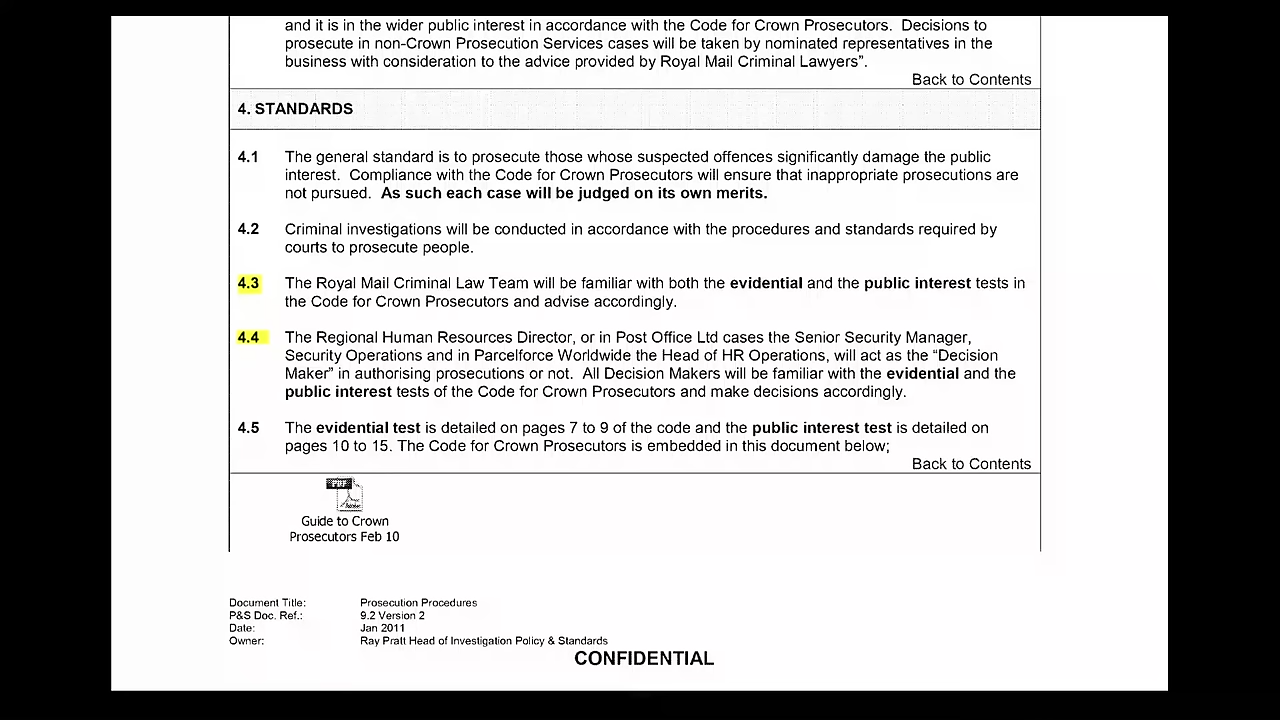 and it is in the wider public interest in accordance with the Code for Crown Prosecutors.  Decisions to
prosecute in non-Crown Prosecution Services cases will be taken by nominated representatives in the
business with consideration to the advice provided by Royal Mail Criminal Lawyers”.
Back to Contents
4. STANDARDS
4.1 The general standard is to prosecute those whose suspected offences significantly damage the public
interest.  Compliance with the Code for Crown Prosecutors will ensure that inappropriate prosecutions are
not pursued.  As such each case will be judged on its own merits.
4.2 Criminal investigations will be conducted in accordance with the procedures and standards required by
courts to prosecute people.
4.3 The Royal Mail Criminal Law Team will be familiar with both the evidential and the public interest tests in
the Code for Crown Prosecutors and advise accordingly.
4.4 The Regional Human Resources Director, or in Post Office Ltd cases the Senior Security Manager,
Security Operations and in Parcelforce Worldwide the Head of HR Operations, will act as the “Decision
Maker” in authorising prosecutions or not.  All Decision Makers will be familiar with the evidential and the
public interest tests of the Code for Crown Prosecutors and make decisions accordingly.
4.5 The evidential test is detailed on pages 7 to 9 of the code and the public interest test is detailed on
pages 10 to 15. The Code for Crown Prosecutors is embedded in this document below;
Back to Contents
PDF
Guide to Crown
Prosecutors Feb 10
Document Title: Prosecution Procedures
P&S Doc. Ref.: 9.2 Version 2
Date: Jan 2011
Owner: Ray Pratt Head of Investigation Policy & Standards
CONFIDENTIAL